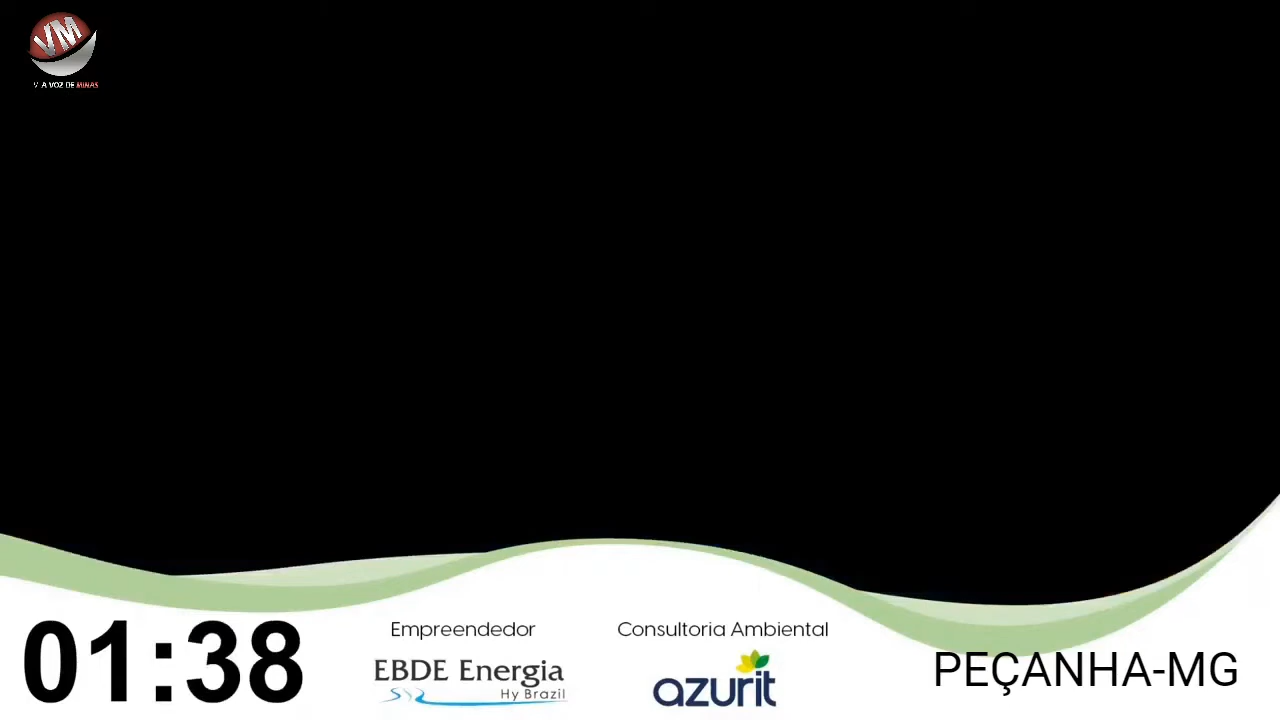 VM
A VOZ DE MINAS
01:38
Empreendedor
EBDE Energia
Hy Brazil
Consultoria Ambiental
azurit
PEÇANHA-MG